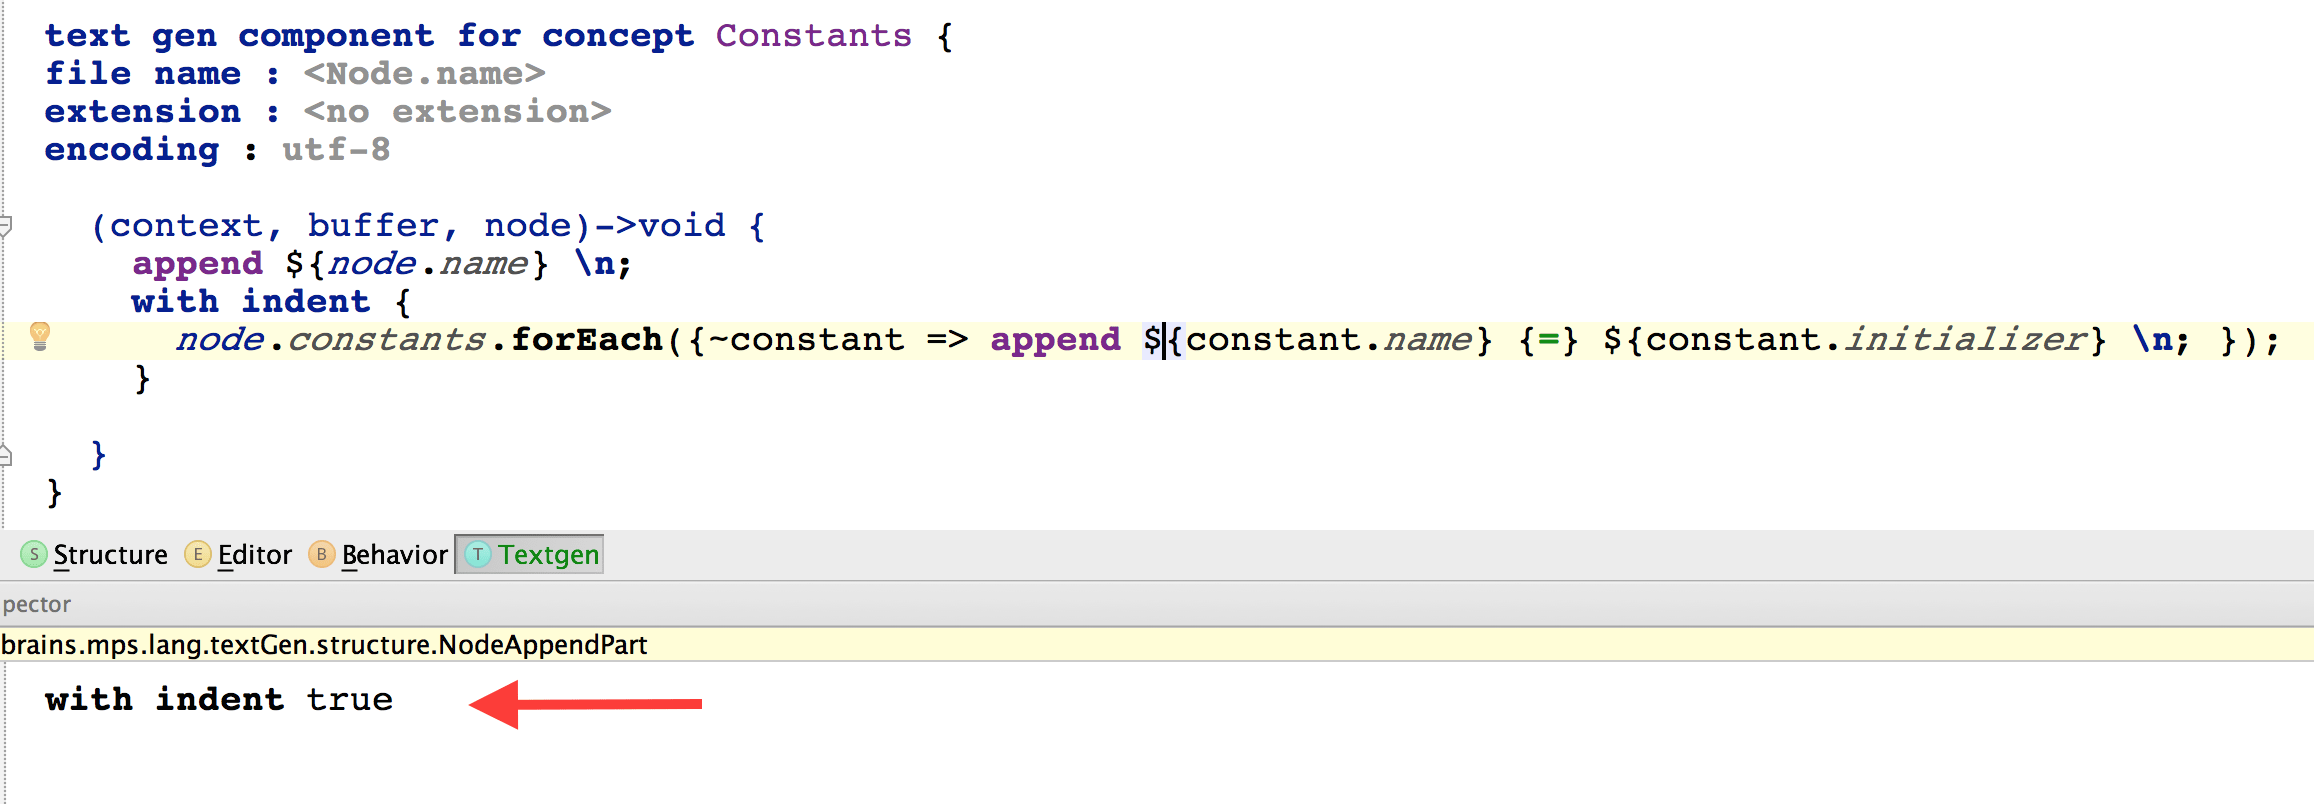 text gen component for concept Constants {
file name : <Node.name>
extension : <no extension>
encoding : utf-8
(context, buffer, node)->void {
append ${node.name} \n;
with indent {
node.constants.forEach({~constant => append ${constant.name} {=} ${constant.initializer} \n; });
}
}
}
S Structure E Editor B Behavior T Textgen
pector
brains.mps.lang.textGen.structure.NodeAppendPart
with indent true